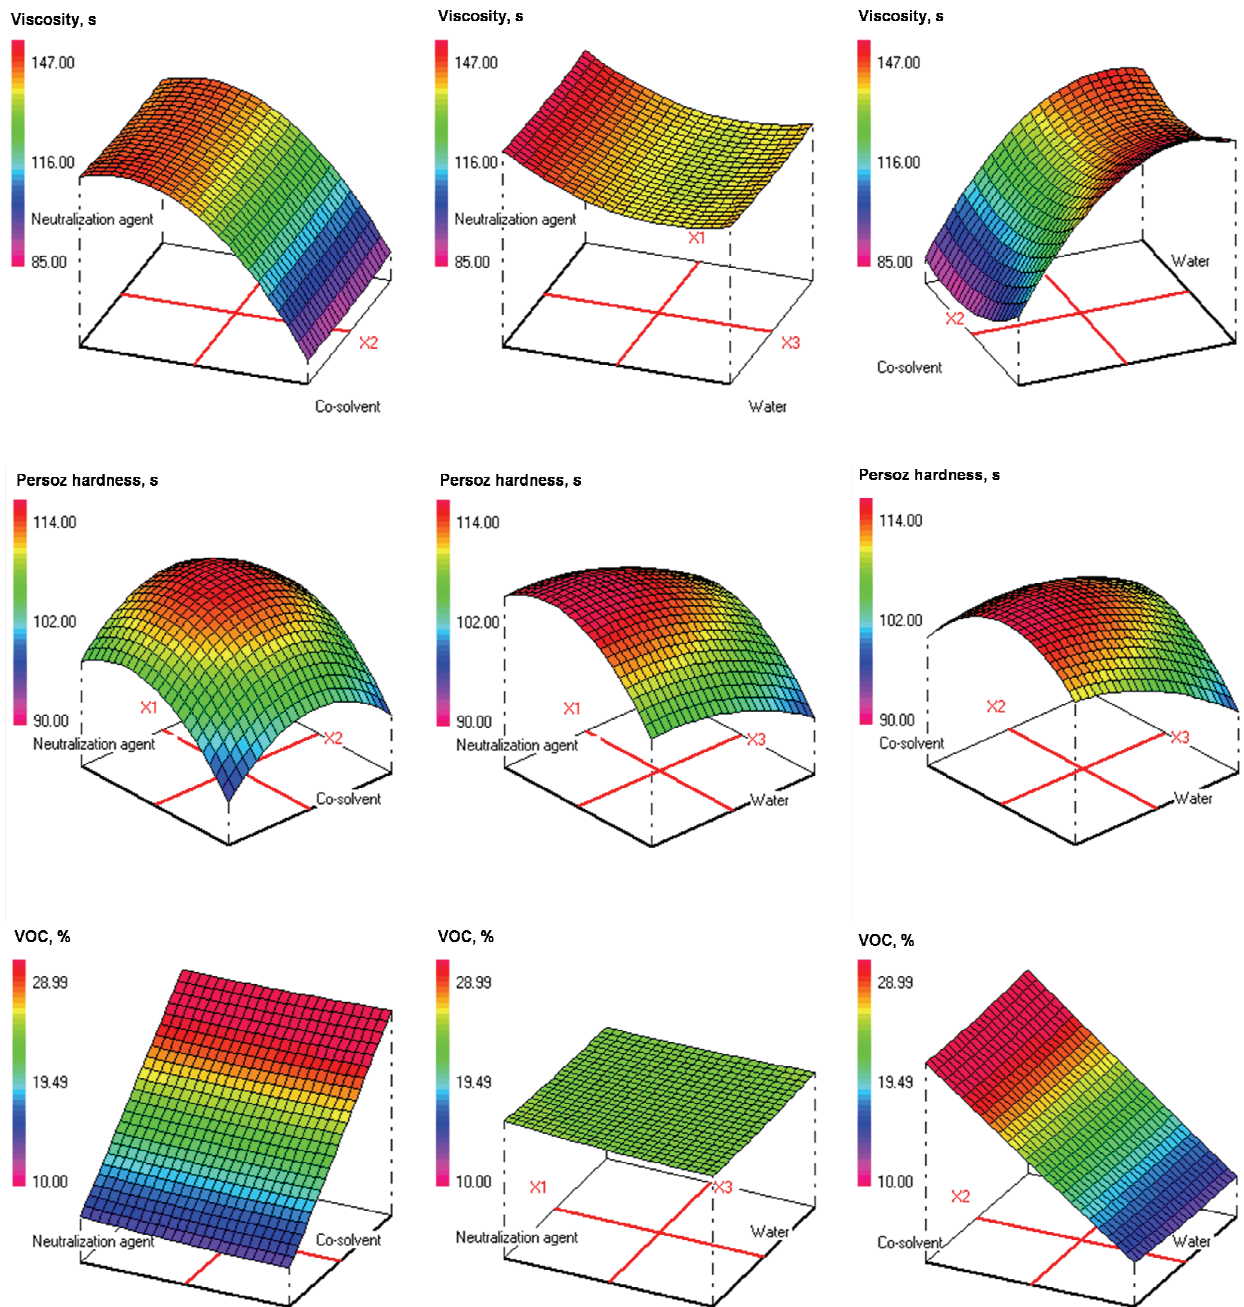 Viscosity, s
147.00
116.00
Neutralization agent
85.00
X2
Co-solvent
Viscosity, s
147.00
116.00
Neutralization agent
X1
85.00
X3
Water
Viscosity, s
147.00
116.00
85.00
Water
X2
Co-solvent
Persoz hardness, s
114.00
102.00
X1
90.00
Neutralization agent
X2
Co-solvent
Persoz hardness, s
114.00
102.00
X1
90.00
Neutralization agent
X3
Water
Persoz hardness, s
114.00
102.00
X2
90.00
Co-solvent
X3
Water
VOC, %
28.99
19.49
10.00
Neutralization agent
Co-solvent
VOC, %
28.99
19.49
10.00
X1
X3
Neutralization agent
Water
VOC, %
28.99
19.49
10.00
X2
Co-solvent
Water